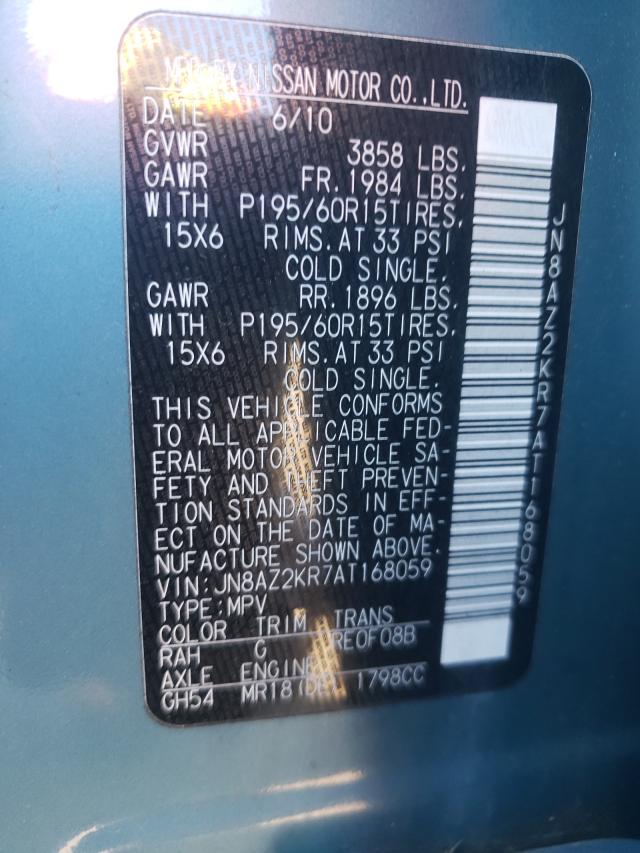 MFD BY NISSAN MOTOR CO.,LTD.
DATE 6/10
GVWR 3858 LBS.
GAWR FR. 1984 LBS.
WITH P195/60R15TIRES,
15X6 RIMS. AT 33 PSI
COLD SINGLE.
GAWR RR. 1896 LBS.
WITH P195/60R15TIRES,
15X6 RIMS. AT 33 PSI
COLD SINGLE.
THIS VEHICLE CONFORMS
TO ALL APPLICABLE FED-
ERAL MOTOR VEHICLE SA-
FETY AND THEFT PREVEN-
TION STANDARDS IN EFF-
ECT ON THE DATE OF MA-
NUFACTURE SHOWN ABOVE.
VIN:JN8AZ2KR7AT168059
TYPE:MPV
COLOR TRIM TRANS
RAH G RE0F08B
AXLE ENGINE
GH54 MR18(DE) 1798CC
JN8AZ2KR7AT168059